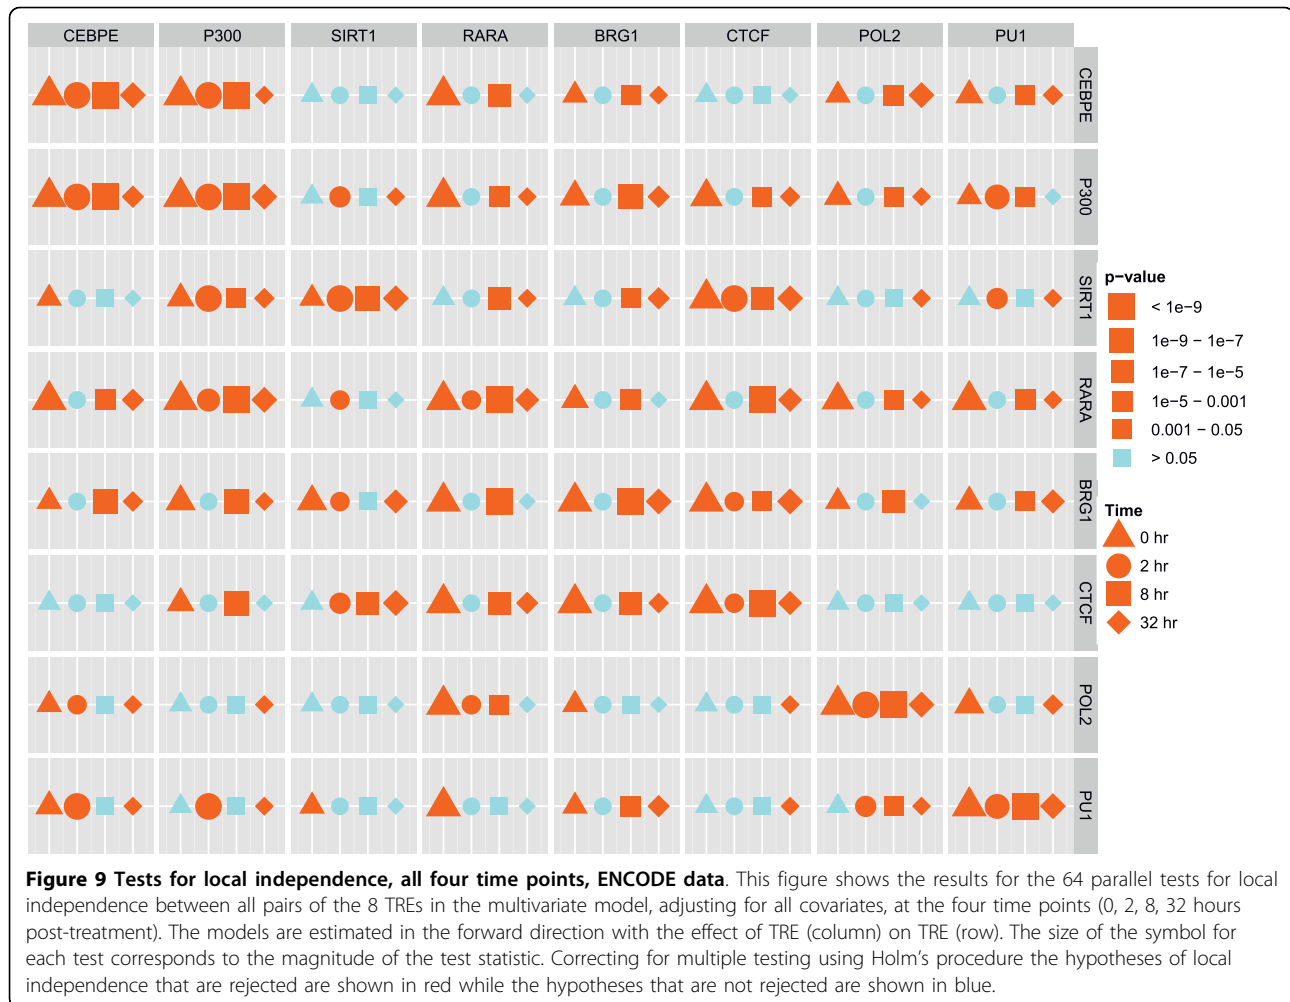 CEBPE P300 SIRT1 RARA BRG1 CTCF POL2 PU1
CEBPE
P300
SIRT1
RARA
BRG1
CTCF
POL2
PU1
p−value
< 1e−9
1e−9 − 1e−7
1e−7 − 1e−5
1e−5 − 0.001
0.001 − 0.05
> 0.05
Time
0 hr
2 hr
8 hr
32 hr
Figure 9 Tests for local independence, all four time points, ENCODE data. This figure shows the results for the 64 parallel tests for local
independence between all pairs of the 8 TREs in the multivariate model, adjusting for all covariates, at the four time points (0, 2, 8, 32 hours
post-treatment). The models are estimated in the forward direction with the effect of TRE (column) on TRE (row). The size of the symbol for
each test corresponds to the magnitude of the test statistic. Correcting for multiple testing using Holm's procedure the hypotheses of local
independence that are rejected are shown in red while the hypotheses that are not rejected are shown in blue.